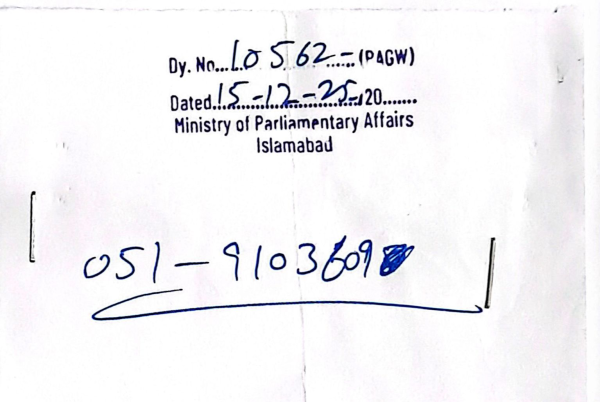 Dy. No...10562-.....(PAGW)
Dated.15-12-25.,20.......
Ministry of Parliamentary Affairs
Islamabad
051-9103609